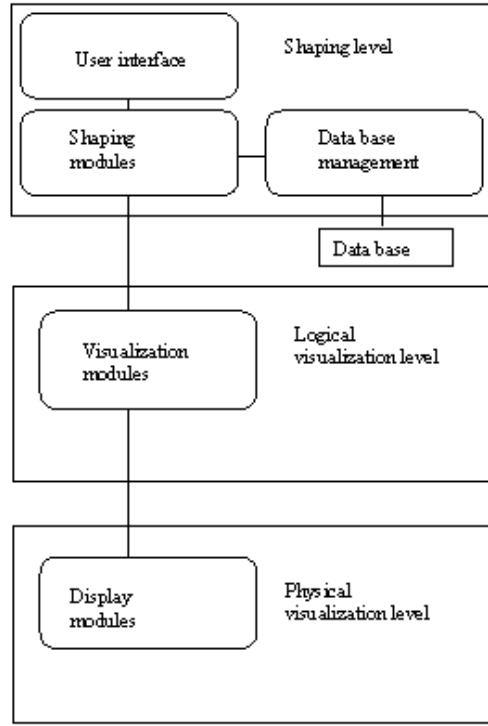 User interface
Shaping level
Shaping
modules
Data base
management
Data base
Visualization
modules
Logical
visualization level
Display
modules
Physical
visualization level